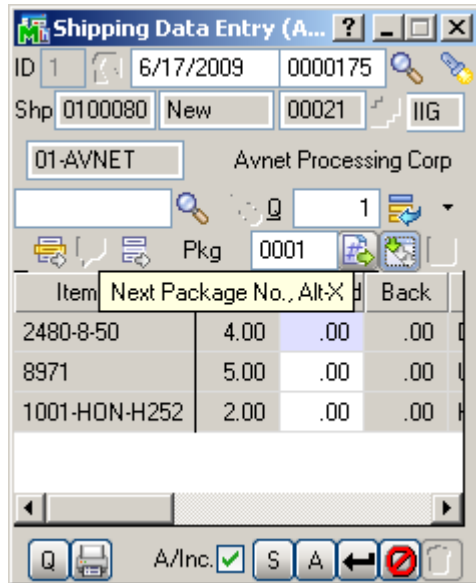 Shipping Data Entry (A... ?
ID 1 6/17/2009 0000175
Shp 0100080 New 00021 IIG
01-AVNET Avnet Processing Corp
Q 1
Pkg 0001 #
Item Next Package No., Alt-X d Back
2480-8-50 4.00 .00 .00
8971 5.00 .00 .00
1001-HON-H252 2.00 .00 .00
Q A/Inc. S A